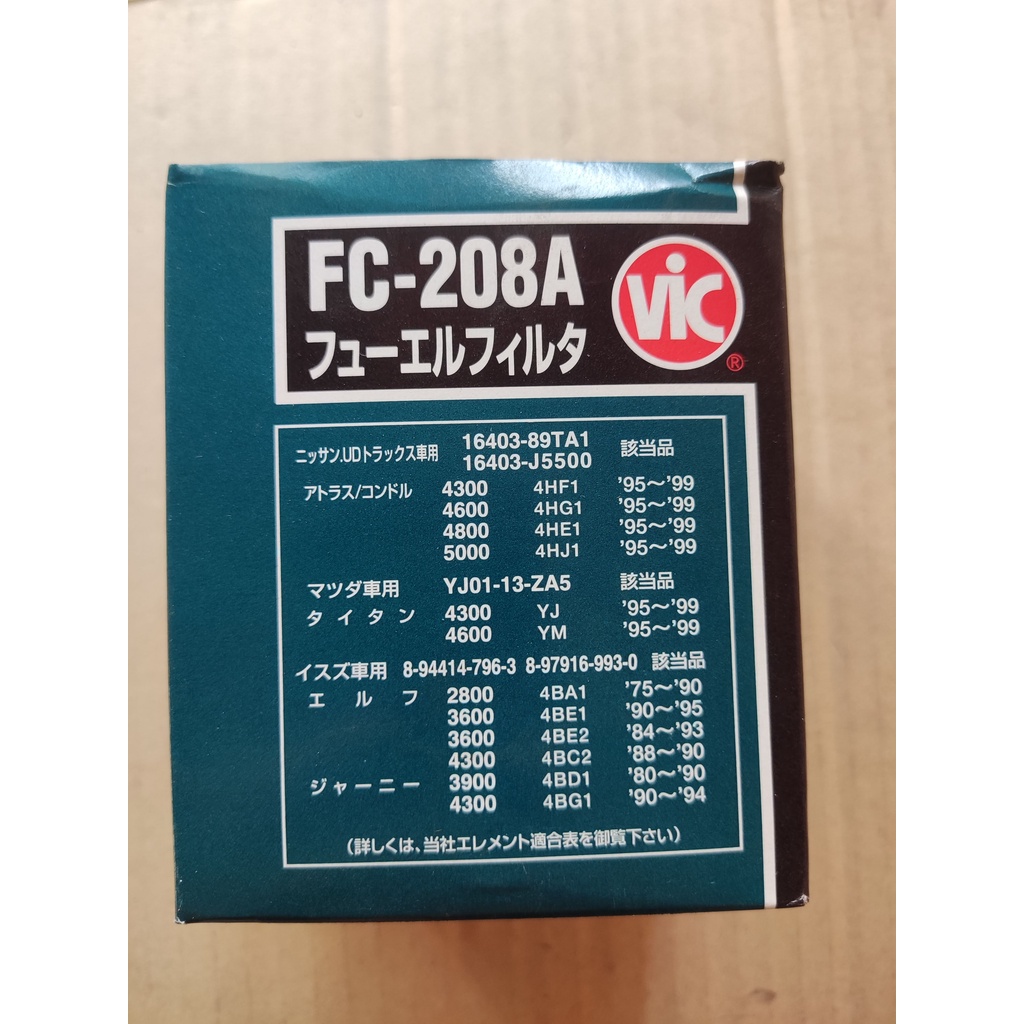 FC-208A
フューエルフィルタ
ViC
®
ニッサン.UDトラックス車用 16403-89TA1 該当品
16403-J5500
アトラス/コンドル 4300 4HF1 '95〜'99
4600 4HG1 '95〜'99
4800 4HE1 '95〜'99
5000 4HJ1 '95〜'99
マツダ車用 YJ01-13-ZA5 該当品
タイタン 4300 YJ '95〜'99
4600 YM '95〜'99
イスズ車用 8-94414-796-3 8-97916-993-0 該当品
エルフ 2800 4BA1 '75〜'90
3600 4BE1 '90〜'95
3600 4BE2 '84〜'93
4300 4BC2 '88〜'90
ジャーニー 3900 4BD1 '80〜'90
4300 4BG1 '90〜'94
(詳しくは、当社エレメント適合表を御覧下さい)